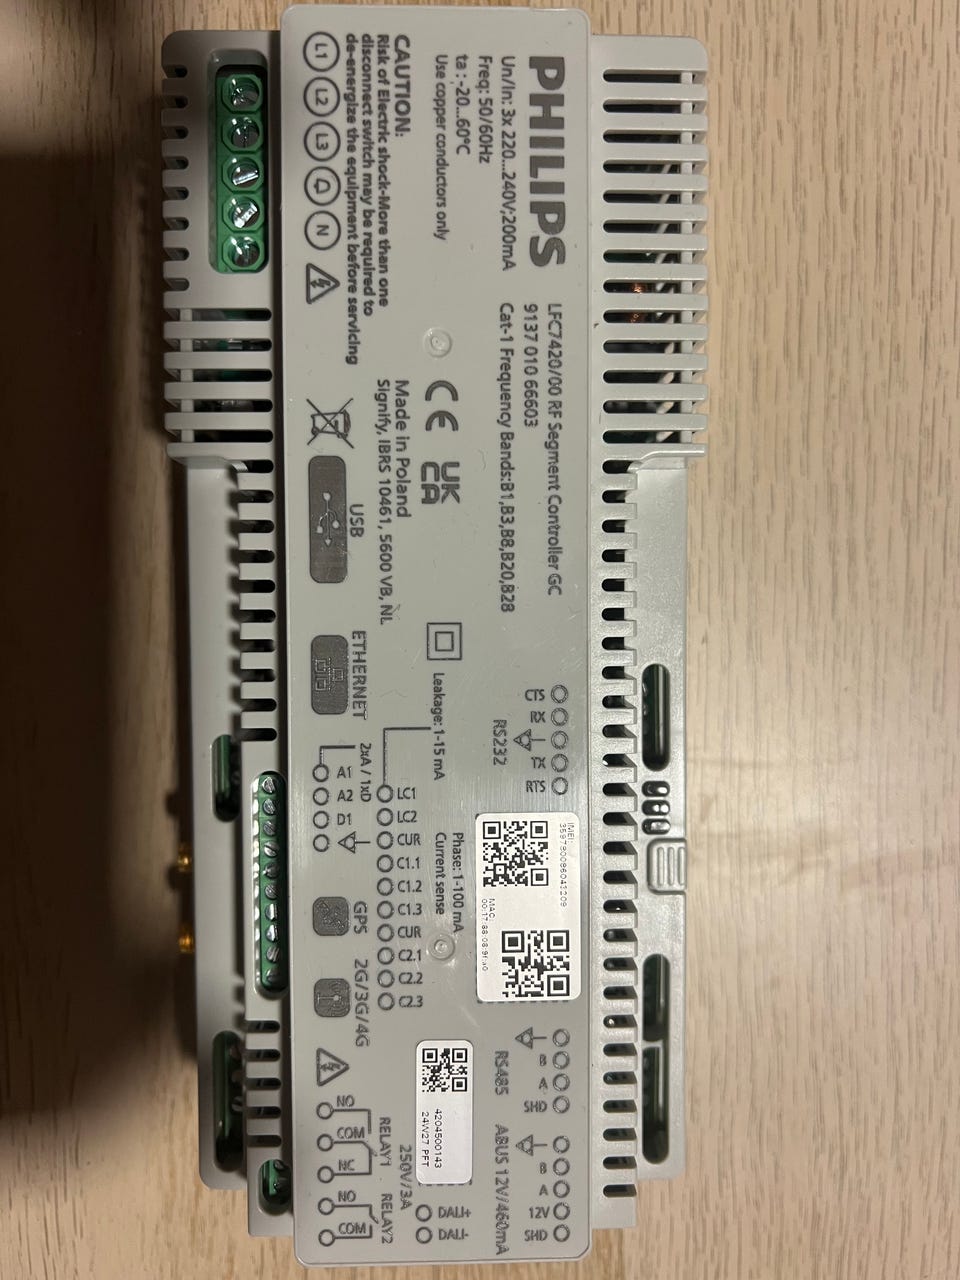 PHILIPS
Un/In: 3x 220...240V;200mA
Freq: 50/60Hz
ta : -20...60°C
Use copper conductors only
CAUTION:
Risk of Electric shock-More than one
disconnect switch may be required to
de-energize the equipment before servicing
L1 L2 L3 N
LFC7420/00 RF Segment Controller GC
9137 010 66603
Cat-1 Frequency Bands:B1,B3,B8,B20,B28
CE UKCA
Made in Poland
Signify, IBRS 10461, 5600 VB, NL
USB
ETHERNET
Leakage: 1-15 mA
CTS RX TX RTS
RS232
2xA / 1xD
A1 A2 D1
LC1 LC2 CUR C1.1 C1.2 C1.3 CUR C2.1 C2.2 C2.3
Phase: 1-100 mA
Current sense
GPS
2G/3G/4G
IMEI:
MAC:
B A SHD
RS485
B A 12V SHD
ABUS 12V/460mA
4204500143
24W27 PFT
250V/3A
DALI+
DALI-
RELAY1
RELAY2
NO COM NC NO COM